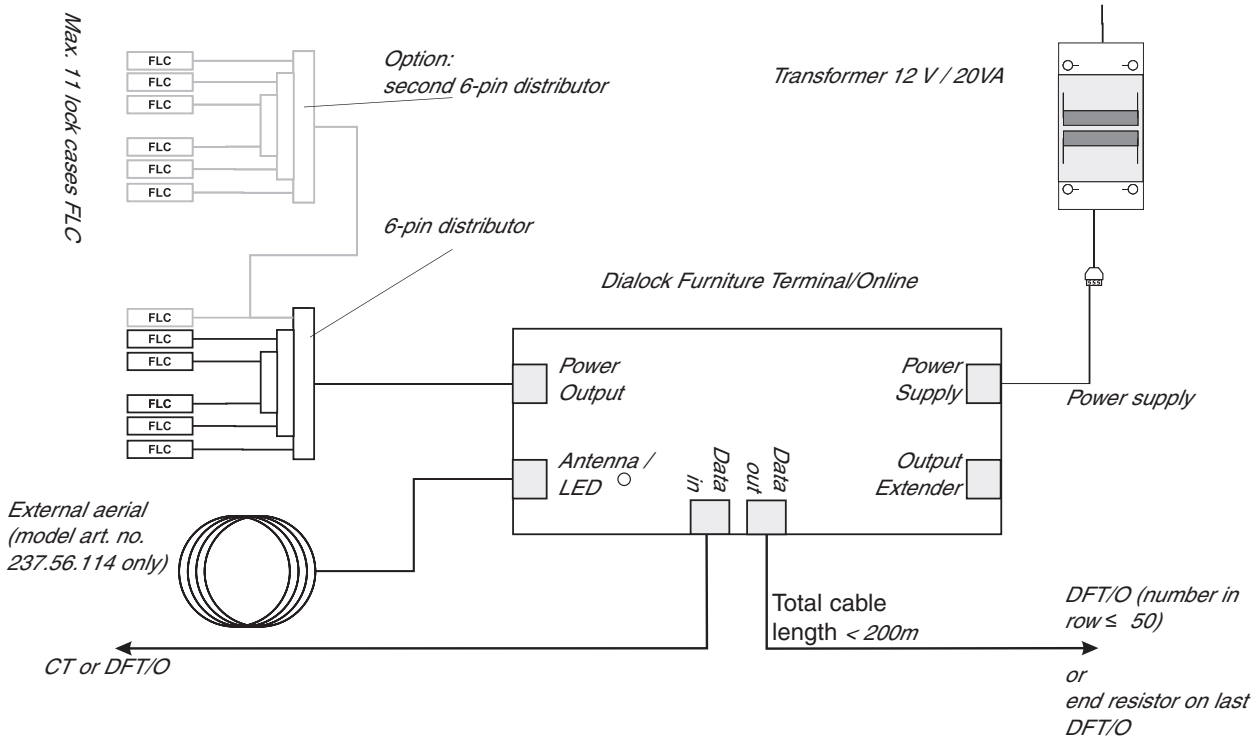 Max. 11 lock cases FLC
FLC
FLC
FLC
FLC
FLC
FLC
Option:
second 6-pin distributor
Transformer 12 V / 20VA
6-pin distributor
FLC
FLC
FLC
FLC
FLC
FLC
Dialock Furniture Terminal/Online
Power
Output
Power
Supply
Power supply
Antenna /
LED
Data
in
Data
out
Output
Extender
External aerial
(model art. no.
237.56.114 only)
Total cable
length < 200m
DFT/O (number in
row ≤ 50)
or
end resistor on last
DFT/O
CT or DFT/O